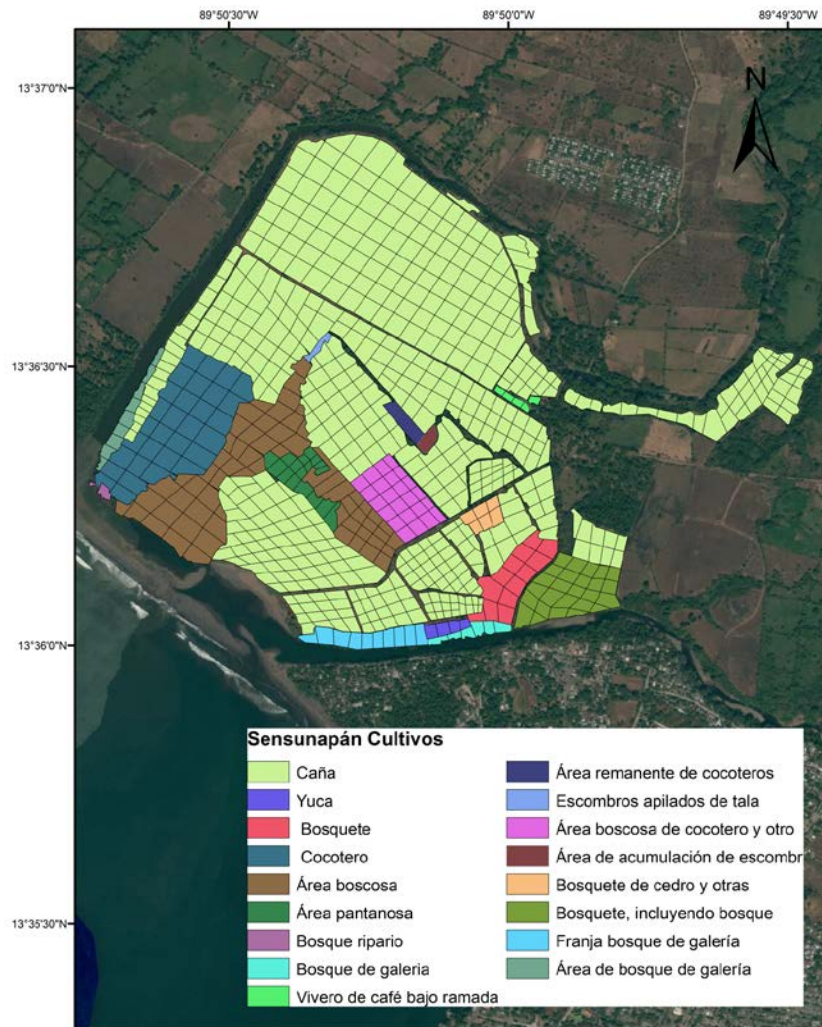 89°50'30"W 89°50'0"W 89°49'30"W
N
13°37'0"N
13°36'30"N
13°36'0"N
13°35'30"N
Sensunapán Cultivos
Caña
Yuca
Bosquete
Cocotero
Área boscosa
Área pantanosa
Bosque ripario
Bosque de galeria
Vivero de café bajo ramada
Área remanente de cocoteros
Escombros apilados de tala
Área boscosa de cocotero y otro
Área de acumulación de escombr
Bosquete de cedro y otras
Bosquete, incluyendo bosque
Franja bosque de galería
Área de bosque de galería